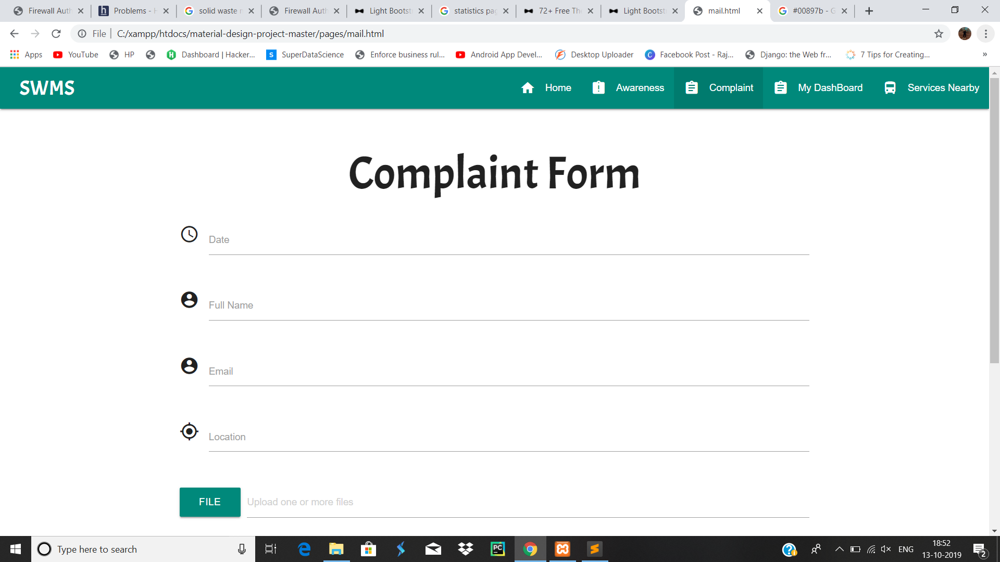 Firewall Auth
Problems - H
solid waste m
Firewall Auth
Light Bootst
statistics pag
72+ Free The
Light Bootst
mail.html
#00897b - G
File
C:/xampp/htdocs/material-design-project-master/pages/mail.html
Apps
YouTube
HP
Dashboard | Hacker...
SuperDataScience
Enforce business rul...
Android App Devel...
Desktop Uploader
Facebook Post - Raj...
Django: the Web fr...
7 Tips for Creating...
»
SWMS
Home
Awareness
Complaint
My DashBoard
Services Nearby
Complaint Form
Date
Full Name
Email
Location
FILE
Upload one or more files
Type here to search
ENG
18:52
13-10-2019
2